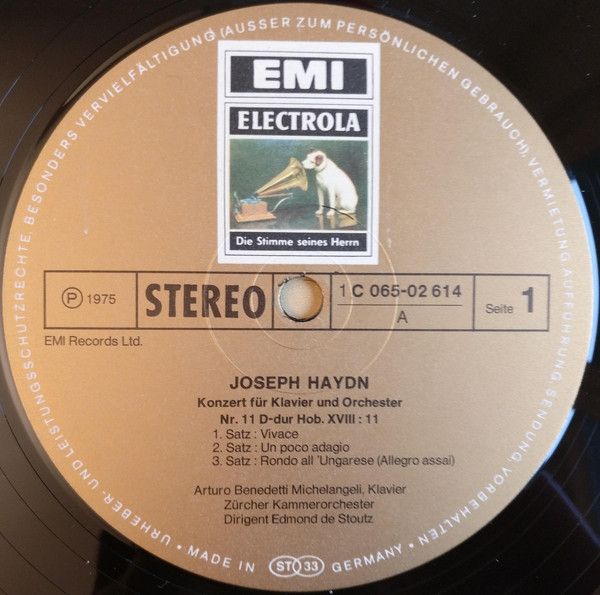 URHEBER- UND LEISTUNGSSCHUTZRECHTE, BESONDERS VERVIELFÄLTIGUNG (AUSSER ZUM PERSÖNLICHEN GEBRAUCH), VERMIETUNG AUFFÜHRUNG SENDUNG VORBEHALTEN
EMI
ELECTROLA
Die Stimme seines Herrn
Ⓟ 1975
STEREO
1 C 065-02 614
A
Seite 1
EMI Records Ltd.
JOSEPH HAYDN
Konzert für Klavier und Orchester
Nr. 11 D-dur Hob. XVIII : 11
1. Satz : Vivace
2. Satz : Un poco adagio
3. Satz : Rondo all 'Ungarese (Allegro assai)
Arturo Benedetti Michelangeli, Klavier
Zürcher Kammerorchester
Dirigent Edmond de Stoutz
• MADE IN ST 33 GERMANY •